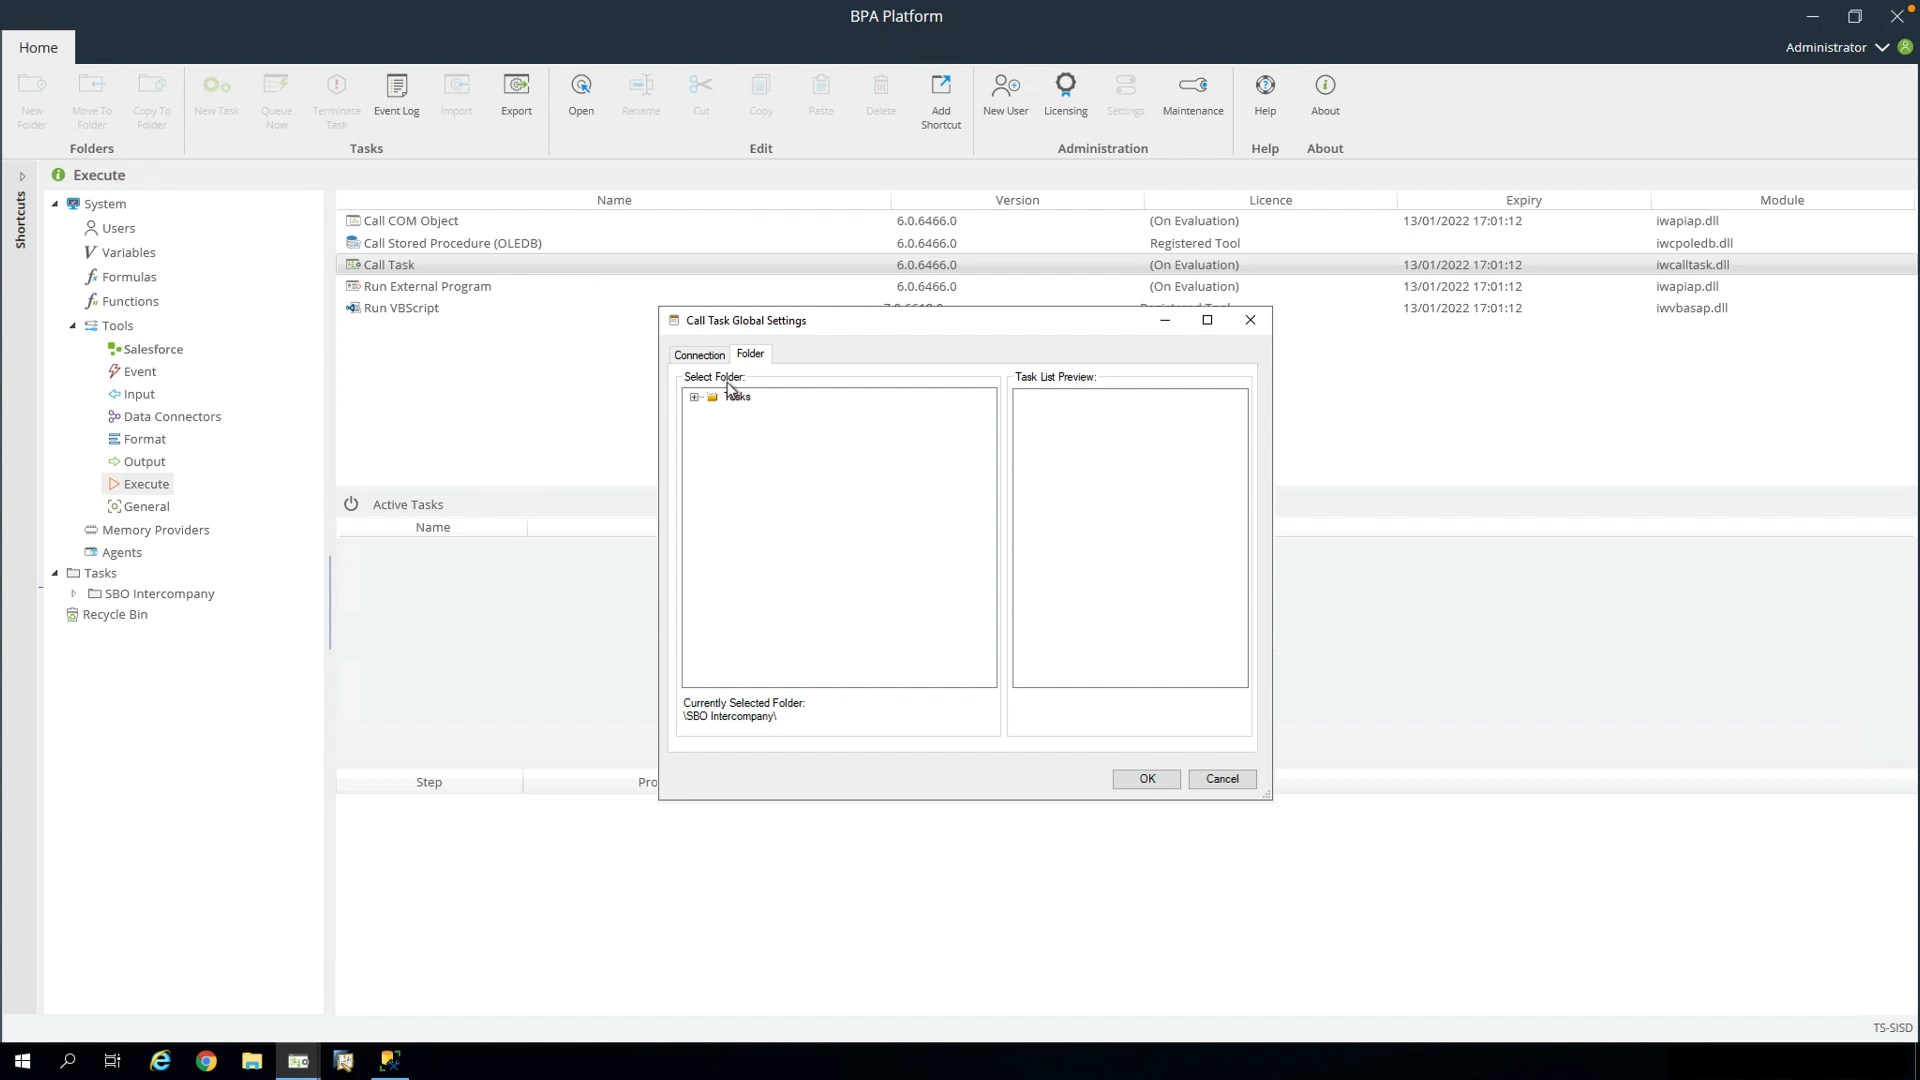 BPA Platform
Home
Administrator
New Folder
Move To Folder
Copy To Folder
Folders
New Task
Queue Now
Terminate Task
Event Log
Import
Export
Tasks
Open
Rename
Cut
Copy
Paste
Delete
Add Shortcut
Edit
New User
Licensing
Settings
Maintenance
Administration
Help
Help
About
About
Shortcuts
Execute
System
Users
Variables
Formulas
Functions
Tools
Salesforce
Event
Input
Data Connectors
Format
Output
Execute
General
Memory Providers
Agents
Tasks
SBO Intercompany
Recycle Bin
Name Version Licence Expiry Module
Call COM Object 6.0.6466.0 (On Evaluation) 13/01/2022 17:01:12 iwapiap.dll
Call Stored Procedure (OLEDB) 6.0.6466.0 Registered Tool iwcpoledb.dll
Call Task 6.0.6466.0 (On Evaluation) 13/01/2022 17:01:12 iwcalltask.dll
Run External Program 6.0.6466.0 (On Evaluation) 13/01/2022 17:01:12 iwapiap.dll
Run VBScript 13/01/2022 17:01:12 iwvbasap.dll
Active Tasks
Name
Step
Call Task Global Settings
Connection Folder
Select Folder:
Tasks
Task List Preview:
Currently Selected Folder:
\SBO Intercompany\
OK Cancel
TS-SISD